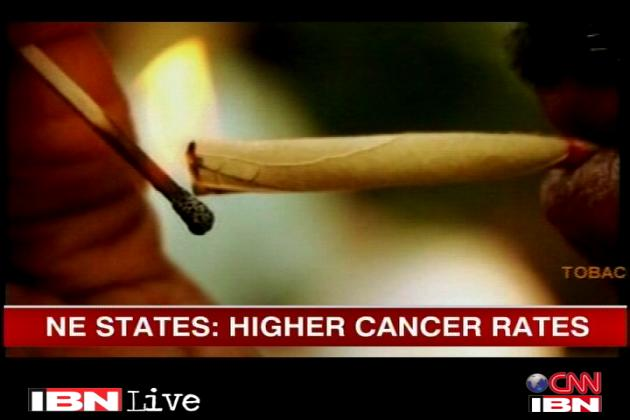 TOBAC
NE STATES: HIGHER CANCER RATES
IBN Live
CNN
IBN